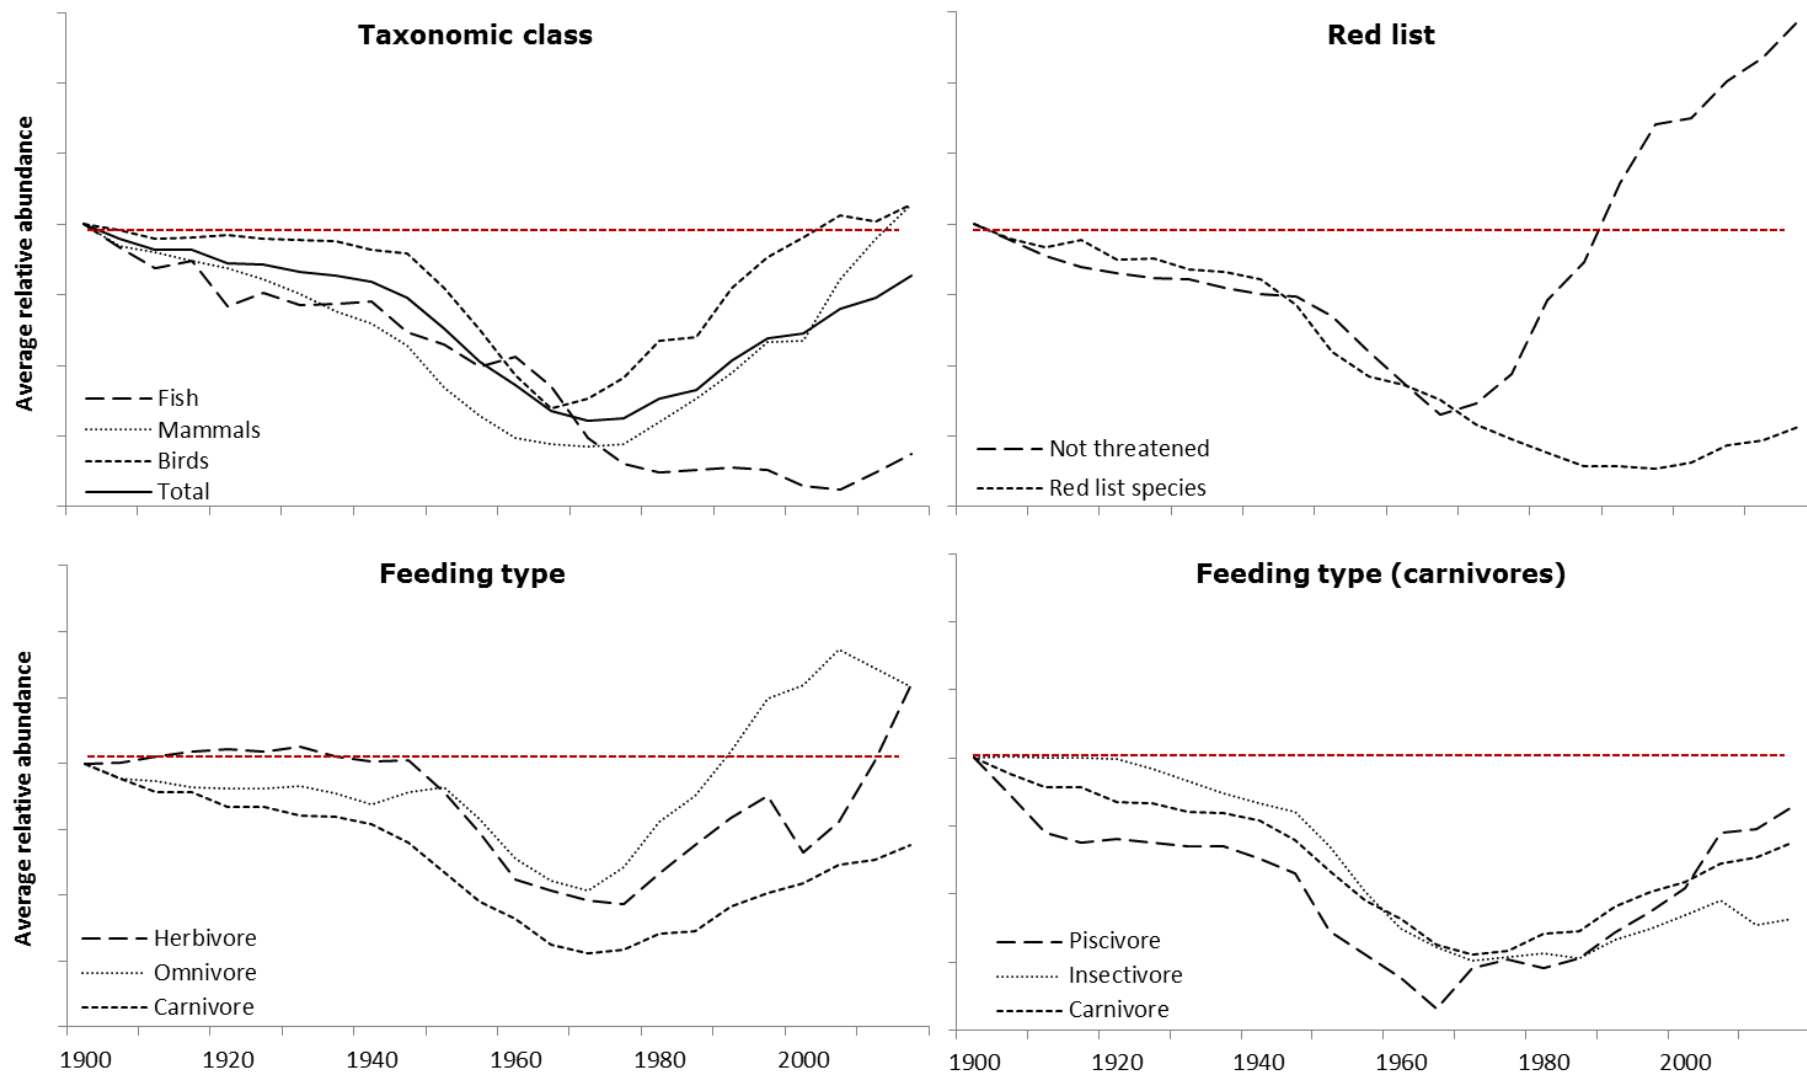 Taxonomic class
Average relative abundance
Fish
Mammals
Birds
Total
Red list
Not threatened
Red list species
Feeding type
Average relative abundance
Herbivore
Omnivore
Carnivore
1900 1920 1940 1960 1980 2000
Feeding type (carnivores)
Piscivore
Insectivore
Carnivore
1900 1920 1940 1960 1980 2000